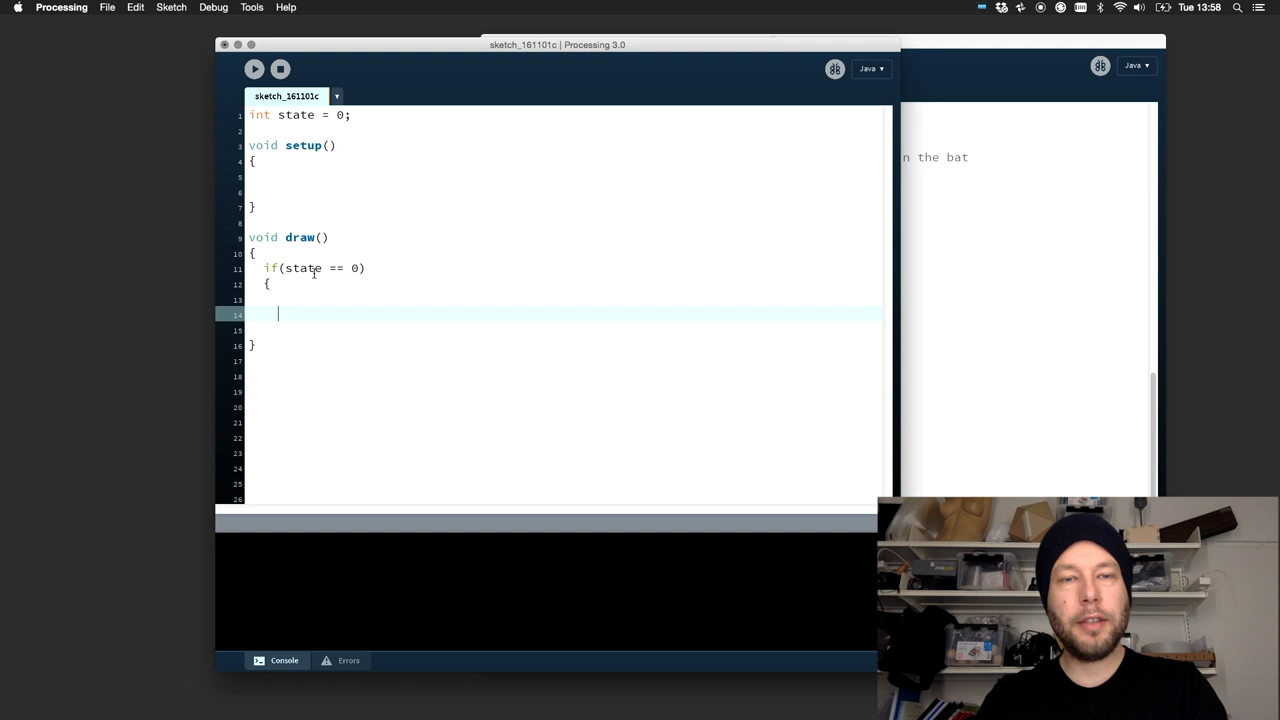 Processing File Edit Sketch Debug Tools Help Tue 13:58
sketch_161101c | Processing 3.0
Java ▾
Java ▾
sketch_161101c ▾
1 int state = 0;
2
3 void setup()
4 {
5
6
7 }
8
9 void draw()
10 {
11 if(state == 0)
12 {
13
14
15
16 }
17
18
19
20
21
22
23
24
25
26
n the bat
Console Errors